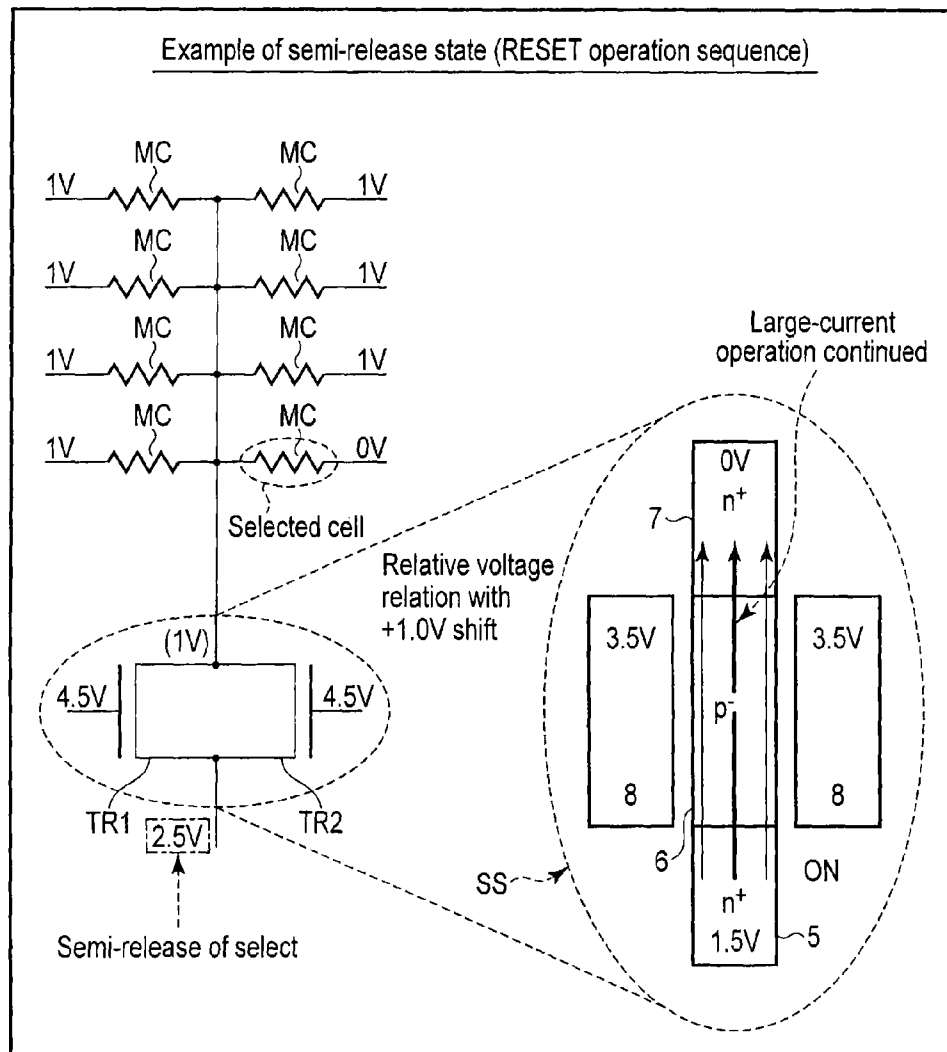 Example of semi-release state (RESET operation sequence)
MC MC
1V 1V
MC MC
1V 1V
MC MC
1V 1V
MC MC
1V 0V
Selected cell
Relative voltage
relation with
+1.0V shift
(1V)
4.5V 4.5V
TR1 TR2
2.5V
Semi-release of select
Large-current
operation continued
0V
n+
7
3.5V 3.5V
p-
8 8
6
SS
ON
n+
1.5V
5